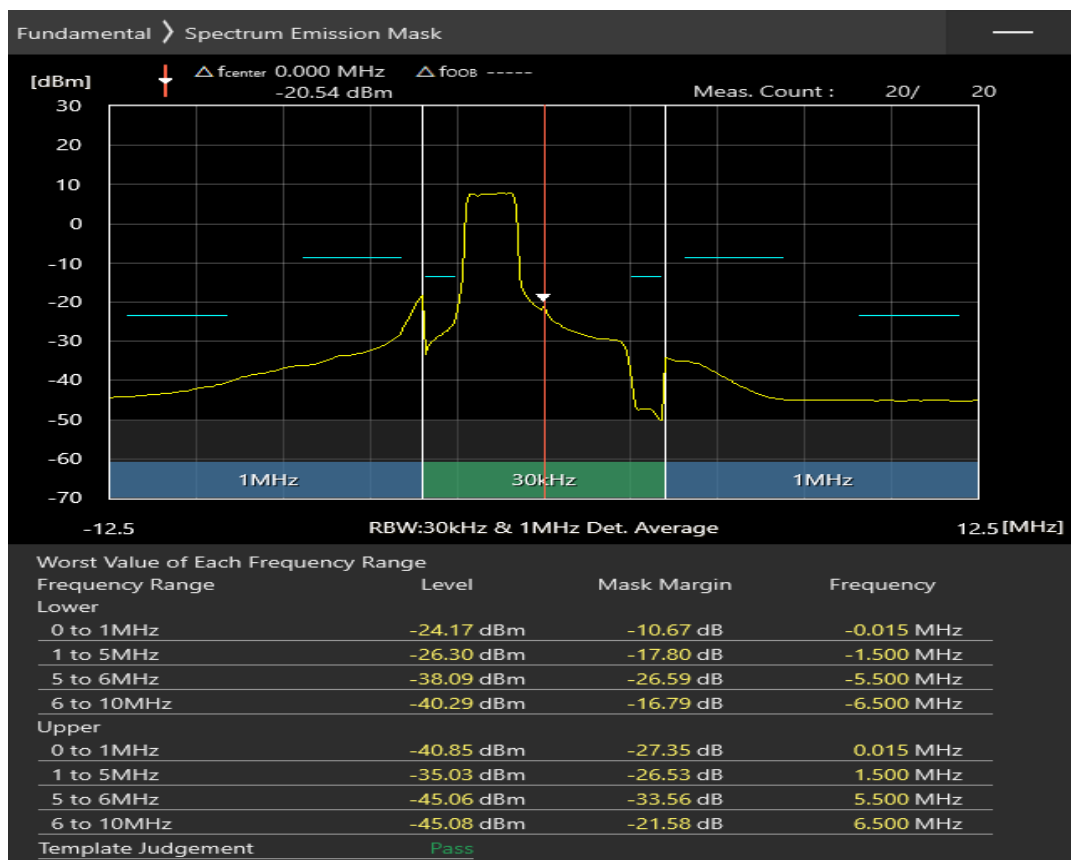 Fundamental ❯ Spectrum Emission Mask
[dBm] △ fcenter 0.000 MHz △ fOOB -----
-20.54 dBm Meas. Count : 20/ 20
30
20
10
0
-10
-20
-30
-40
-50
-60
-70
1MHz 30kHz 1MHz
-12.5 RBW:30kHz & 1MHz Det. Average 12.5 [MHz]
Worst Value of Each Frequency Range
Frequency Range Level Mask Margin Frequency
Lower
0 to 1MHz -24.17 dBm -10.67 dB -0.015 MHz
1 to 5MHz -26.30 dBm -17.80 dB -1.500 MHz
5 to 6MHz -38.09 dBm -26.59 dB -5.500 MHz
6 to 10MHz -40.29 dBm -16.79 dB -6.500 MHz
Upper
0 to 1MHz -40.85 dBm -27.35 dB 0.015 MHz
1 to 5MHz -35.03 dBm -26.53 dB 1.500 MHz
5 to 6MHz -45.06 dBm -33.56 dB 5.500 MHz
6 to 10MHz -45.08 dBm -21.58 dB 6.500 MHz
Template Judgement Pass